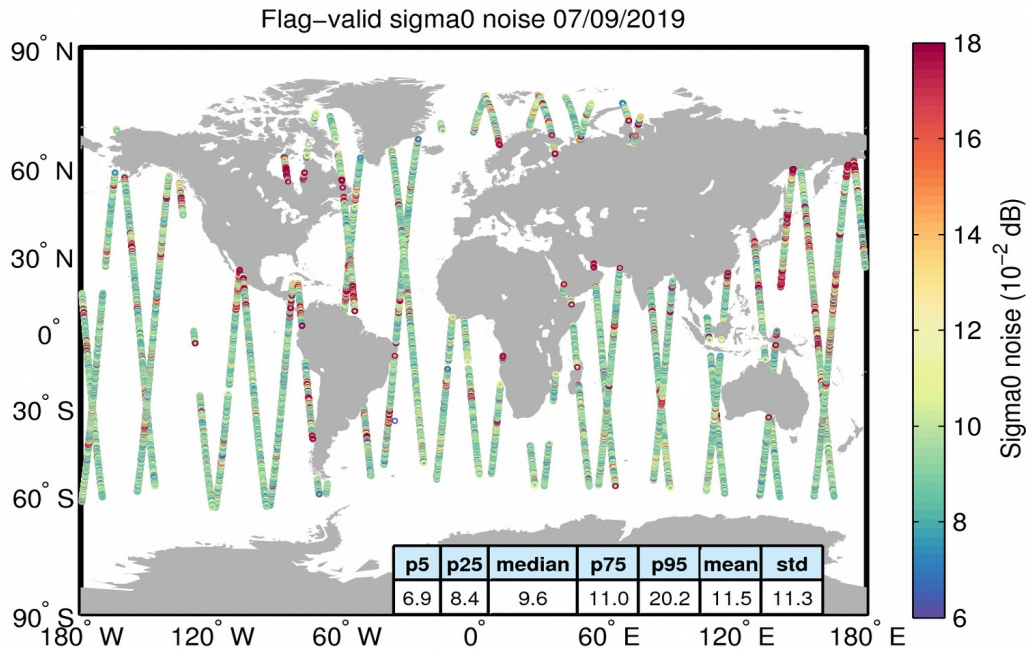 Flag-valid sigma0 noise 07/09/2019
90° N
60° N
30° N
0°
30° S
60° S
90° S
180° W 120° W 60° W 0° 60° E 120° E 180° E
p5 p25 median p75 p95 mean std
6.9 8.4 9.6 11.0 20.2 11.5 11.3
18
16
14
12
10
8
6
Sigma0 noise (10⁻² dB)